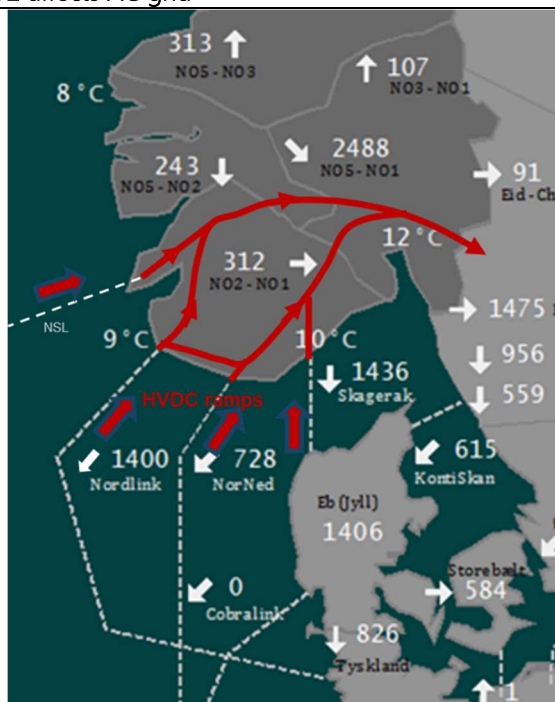 313
NO5 - NO3
107
NO3 - NO1
8 °C
243
NO5 - NO2
2488
NO5 - NO1
91
Eid - Ch
12 °C
312
NO2 - NO1
NSL
1475
9 °C
10 °C
956
1436
Skagerak
559
HVDC ramps
1400
Nordlink
728
NorNed
615
KontiSkan
Eb (Jyll)
1406
0
Cobralink
Storebælt
584
826
Tyskland
1